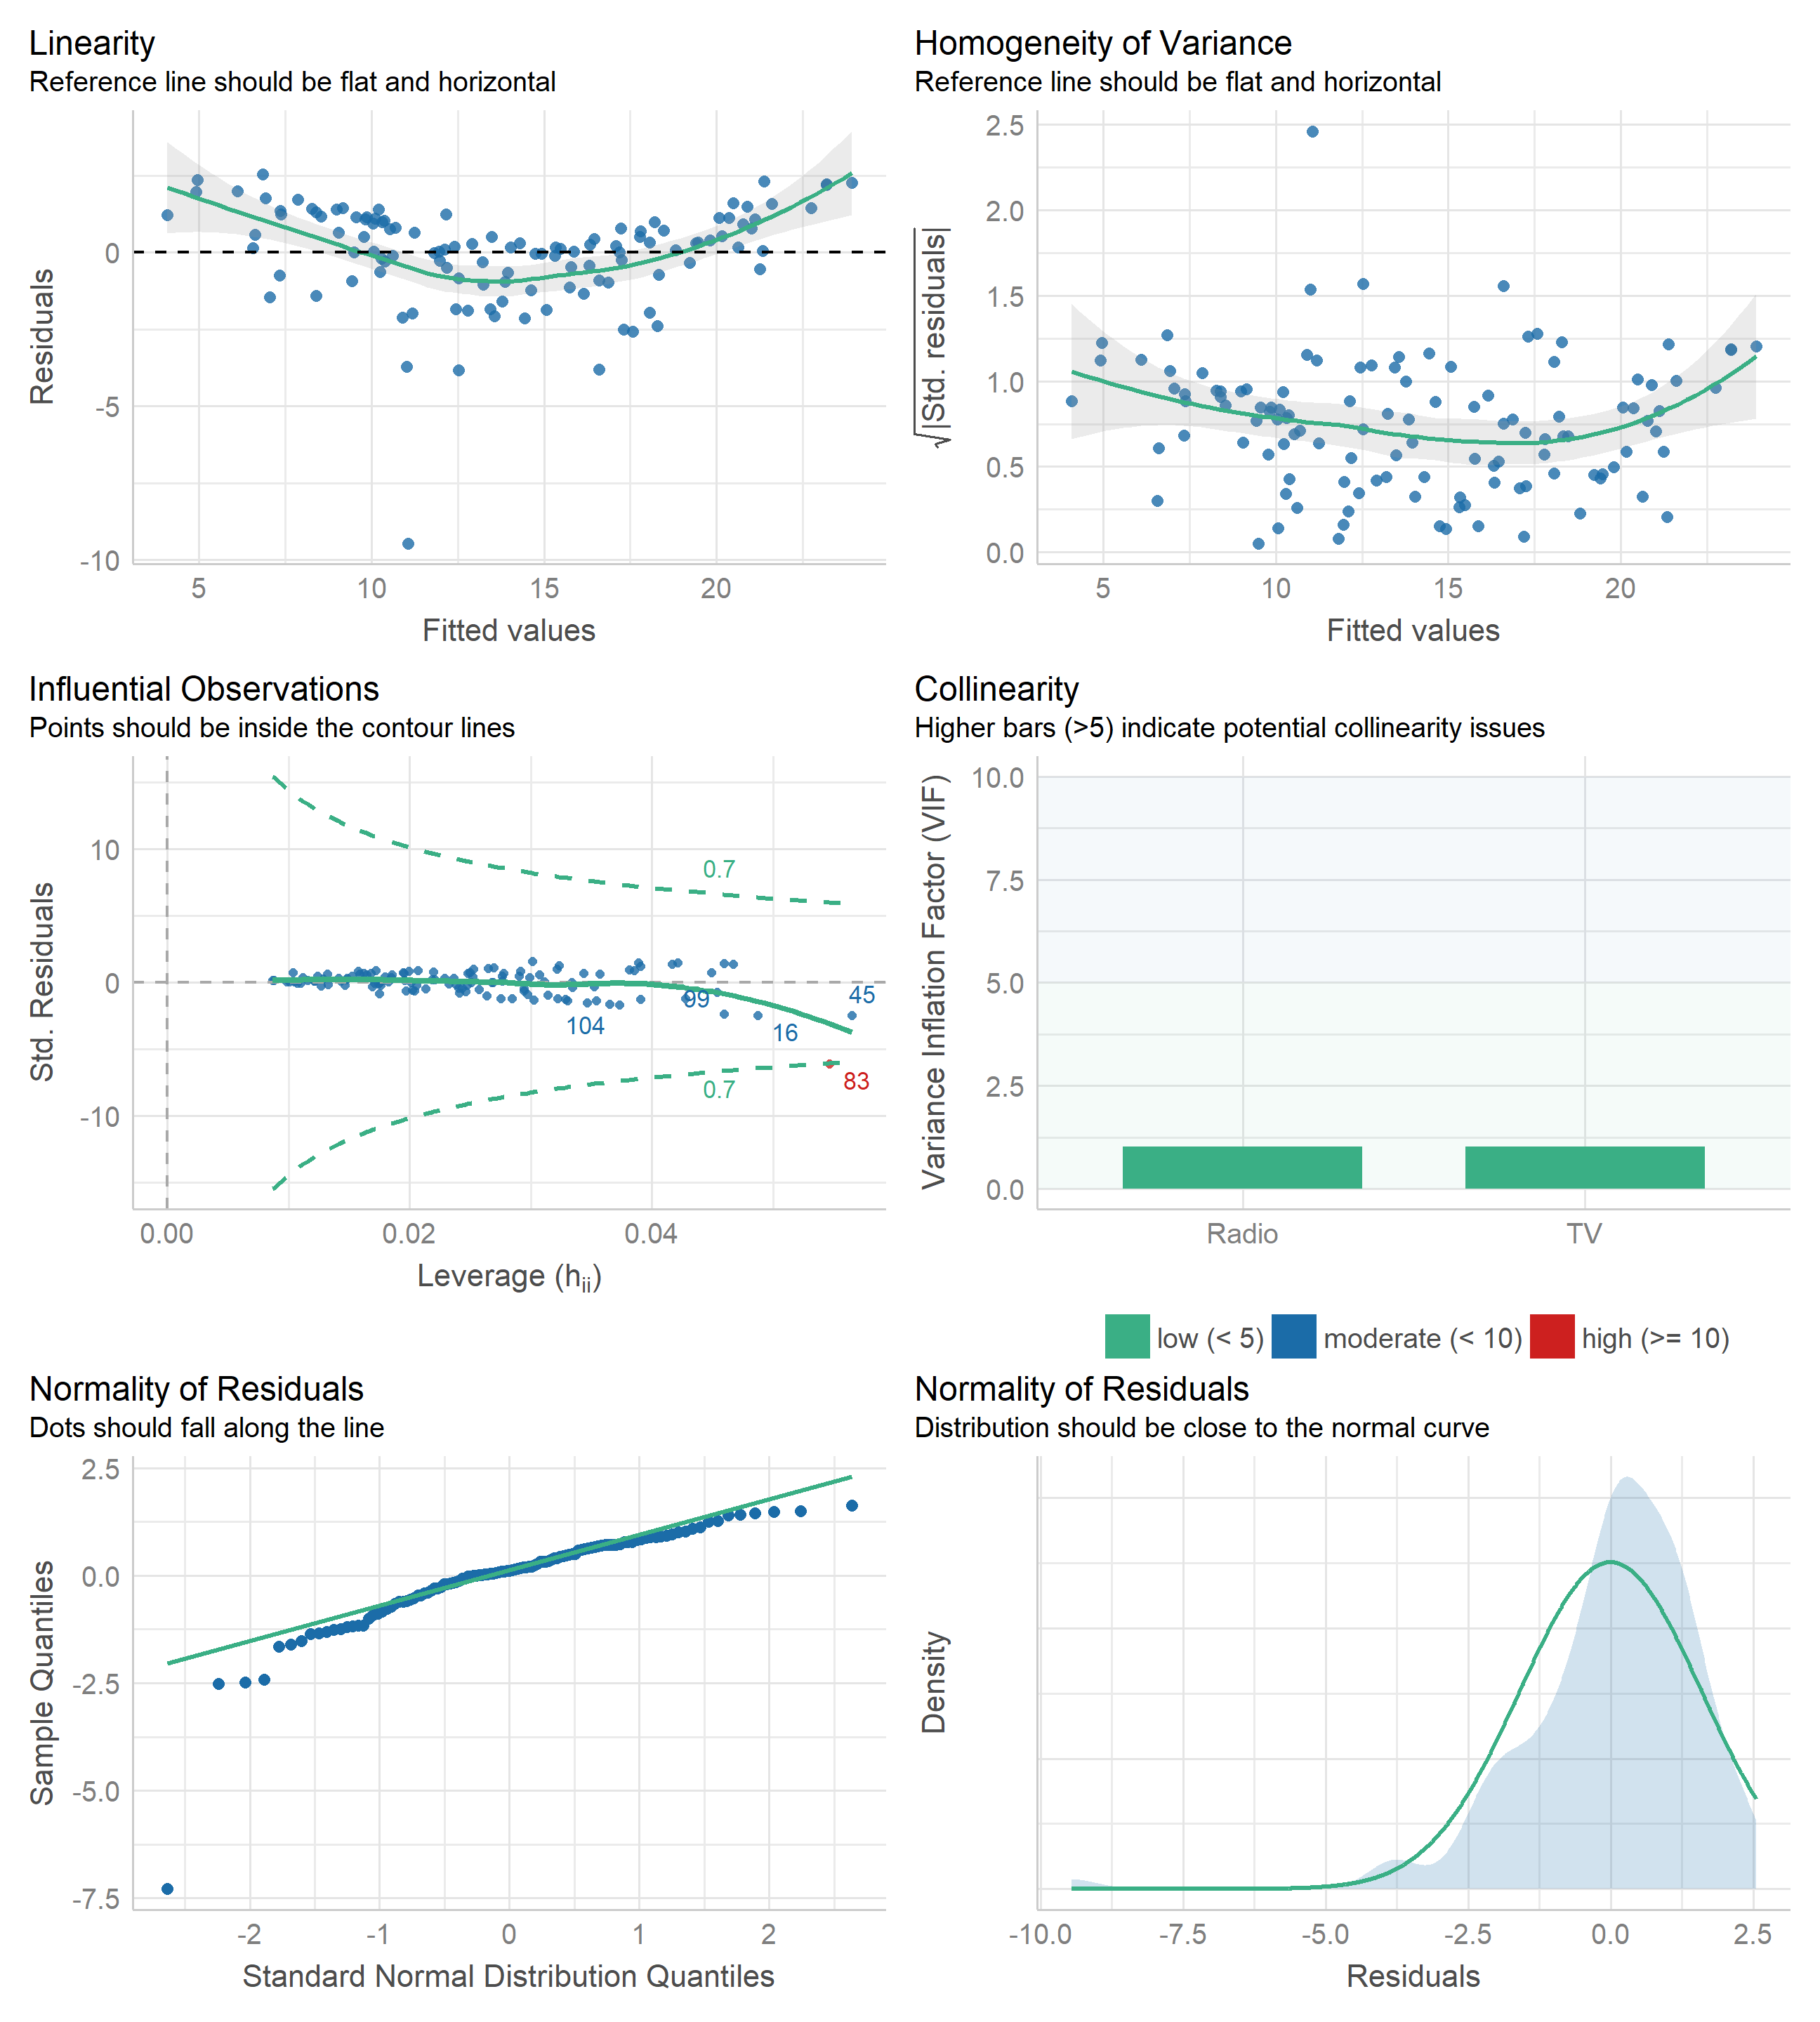 Linearity
Reference line should be flat and horizontal
Residuals
0
-5
-10
5
10
15
20
Fitted values
Homogeneity of Variance
Reference line should be flat and horizontal
√|Std. residuals|
2.5
2.0
1.5
1.0
0.5
0.0
5
10
15
20
Fitted values
Influential Observations
Points should be inside the contour lines
Std. Residuals
10
0
-10
0.7
99
45
104
16
83
0.7
0.00
0.02
0.04
Leverage (hii)
Collinearity
Higher bars (>5) indicate potential collinearity issues
Variance Inflation Factor (VIF)
10.0
7.5
5.0
2.5
0.0
Radio
TV
low (< 5)
moderate (< 10)
high (>= 10)
Normality of Residuals
Dots should fall along the line
Sample Quantiles
2.5
0.0
-2.5
-5.0
-7.5
-2
-1
0
1
2
Standard Normal Distribution Quantiles
Normality of Residuals
Distribution should be close to the normal curve
Density
-10.0
-7.5
-5.0
-2.5
0.0
2.5
Residuals